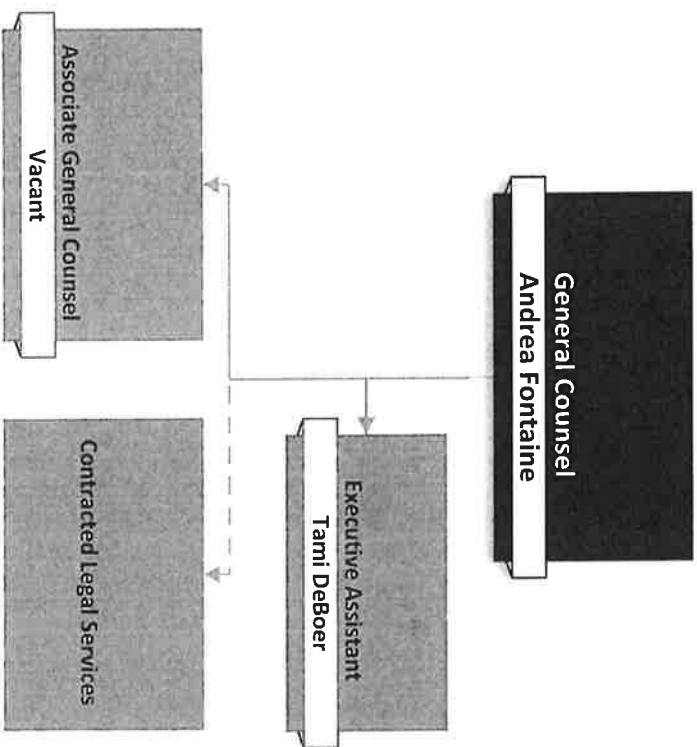 General Counsel
Andrea Fontaine
Executive Assistant
Tami DeBoer
Associate General Counsel
Vacant
Contracted Legal Services